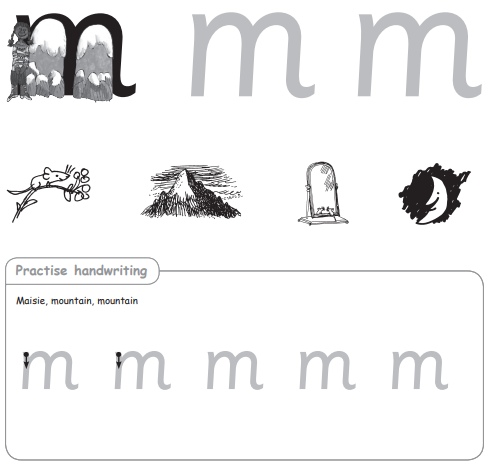 m m m
Practise handwriting
Maisie, mountain, mountain
m m m m m